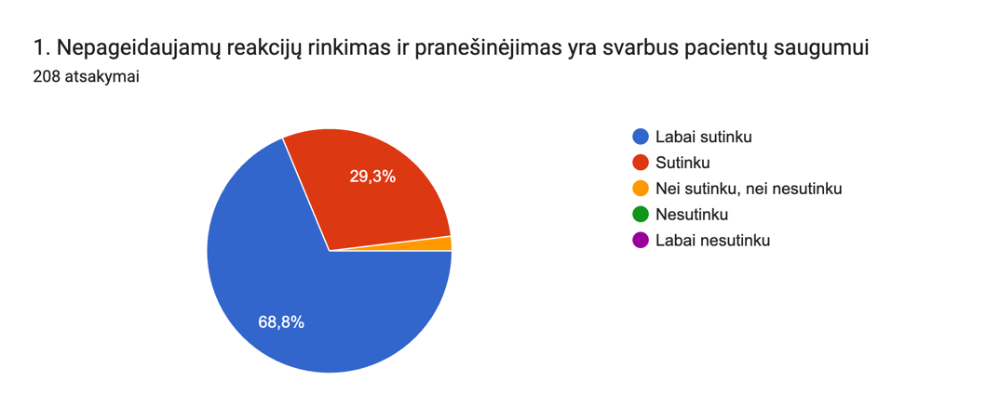 1. Nepageidaujamų reakcijų rinkimas ir pranešinėjimas yra svarbus pacientų saugumui
208 atsakymai
Labai sutinku
Sutinku
Nei sutinku, nei nesutinku
Nesutinku
Labai nesutinku
29,3%
68,8%